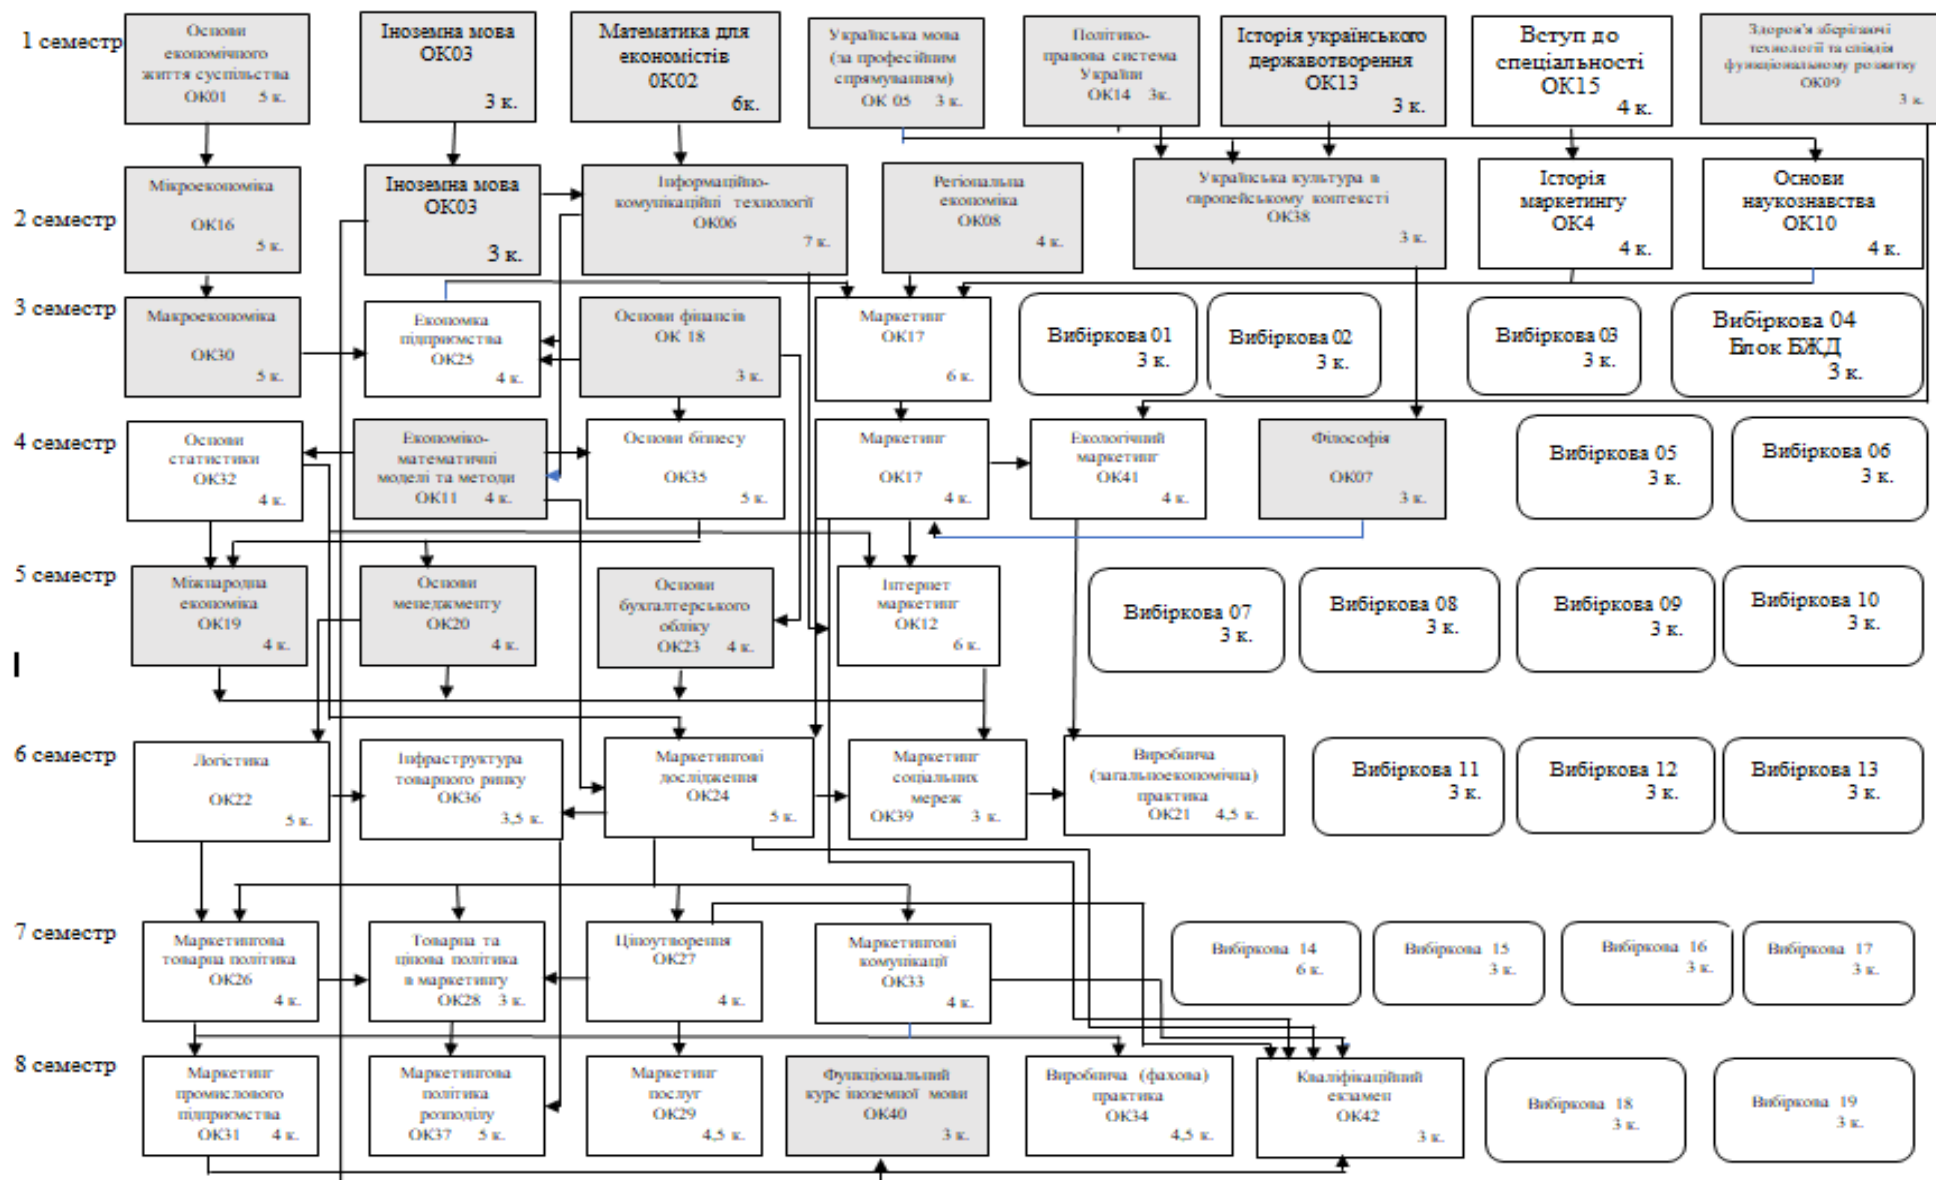 1 семестр
Основи
економічного
життя суспільства
ОК01 5 к.
Іноземна мова
ОК03
3 к.
Математика для
економістів
0К02
6к.
Українська мова
(за професійним
спрямуванням)
ОК 05 3 к.
Політико-
правова система
України
ОК14 3к.
Історія українського
державотворення
ОК13
3 к.
Вступ до
спеціальності
ОК15
4 к.
Здоров'я зберігаючі
технології та
функціональному розвитку
ОК09
3 к.
2 семестр
Мікроекономіка
ОК16
5 к.
Іноземна мова
ОК03
3 к.
Інформаційно-
комунікаційні технології
ОК06
7 к.
Регіональна
економіка
ОК08
4 к.
Українська культура в
європейському контексті
ОК38
3 к.
Історія
маркетингу
ОК4
4 к.
Основи
наукознавства
ОК10
4 к.
3 семестр
Макроекономіка
ОК30
5 к.
Економка
підприємства
ОК25
4 к.
Основи фінансів
ОК 18
3 к.
Маркетинг
ОК17
6 к.
Вибіркова 01
3 к.
Вибіркова 02
3 к.
Вибіркова 03
3 к.
Вибіркова 04
Блок БЖД
3 к.
4 семестр
Основи
статистики
ОК32
4 к.
Економіко-
математичні
моделі та методи
ОК11 4 к.
Основи бізнесу
ОК35
5 к.
Маркетинг
ОК17
4 к.
Екологічний
маркетинг
ОК41
4 к.
Філософія
ОК07
3 к.
Вибіркова 05
3 к.
Вибіркова 06
3 к.
5 семестр
Міжнародна
економіка
ОК19
4 к.
Основи
менеджменту
ОК20
4 к.
Основи
бухгалтерського
обліку
ОК23 4 к.
Інтернет
маркетинг
ОК12
6 к.
Вибіркова 07
3 к.
Вибіркова 08
3 к.
Вибіркова 09
3 к.
Вибіркова 10
3 к.
6 семестр
Логістика
ОК22
5 к.
Інфраструктура
товарного ринку
ОК36
3,5 к.
Маркетингові
дослідження
ОК24
5 к.
Маркетинг
соціальних
мереж
ОК39 3 к.
Виробнича
(загальноекономічна)
практика
ОК21 4,5 к.
Вибіркова 11
3 к.
Вибіркова 12
3 к.
Вибіркова 13
3 к.
7 семестр
Маркетингова
товарна політика
ОК26
4 к.
Товарна та
цінова політика
в маркетингу
ОК28 3 к.
Ціноутворення
ОК27
4 к.
Маркетингові
комунікації
ОК33
4 к.
Вибіркова 14
6 к.
Вибіркова 15
3 к.
Вибіркова 16
3 к.
Вибіркова 17
3 к.
8 семестр
Маркетинг
промислового
підприємства
ОК31 4 к.
Маркетингова
політика
розподілу
ОК37 5 к.
Маркетинг
послуг
ОК29
4,5 к.
Функціональний
курс іноземної мови
ОК40
3 к.
Виробнича (фахова)
практика
ОК34
4,5 к.
Кваліфікаційний
екзамен
ОК42
3 к.
Вибіркова 18
3 к.
Вибіркова 19
3 к.